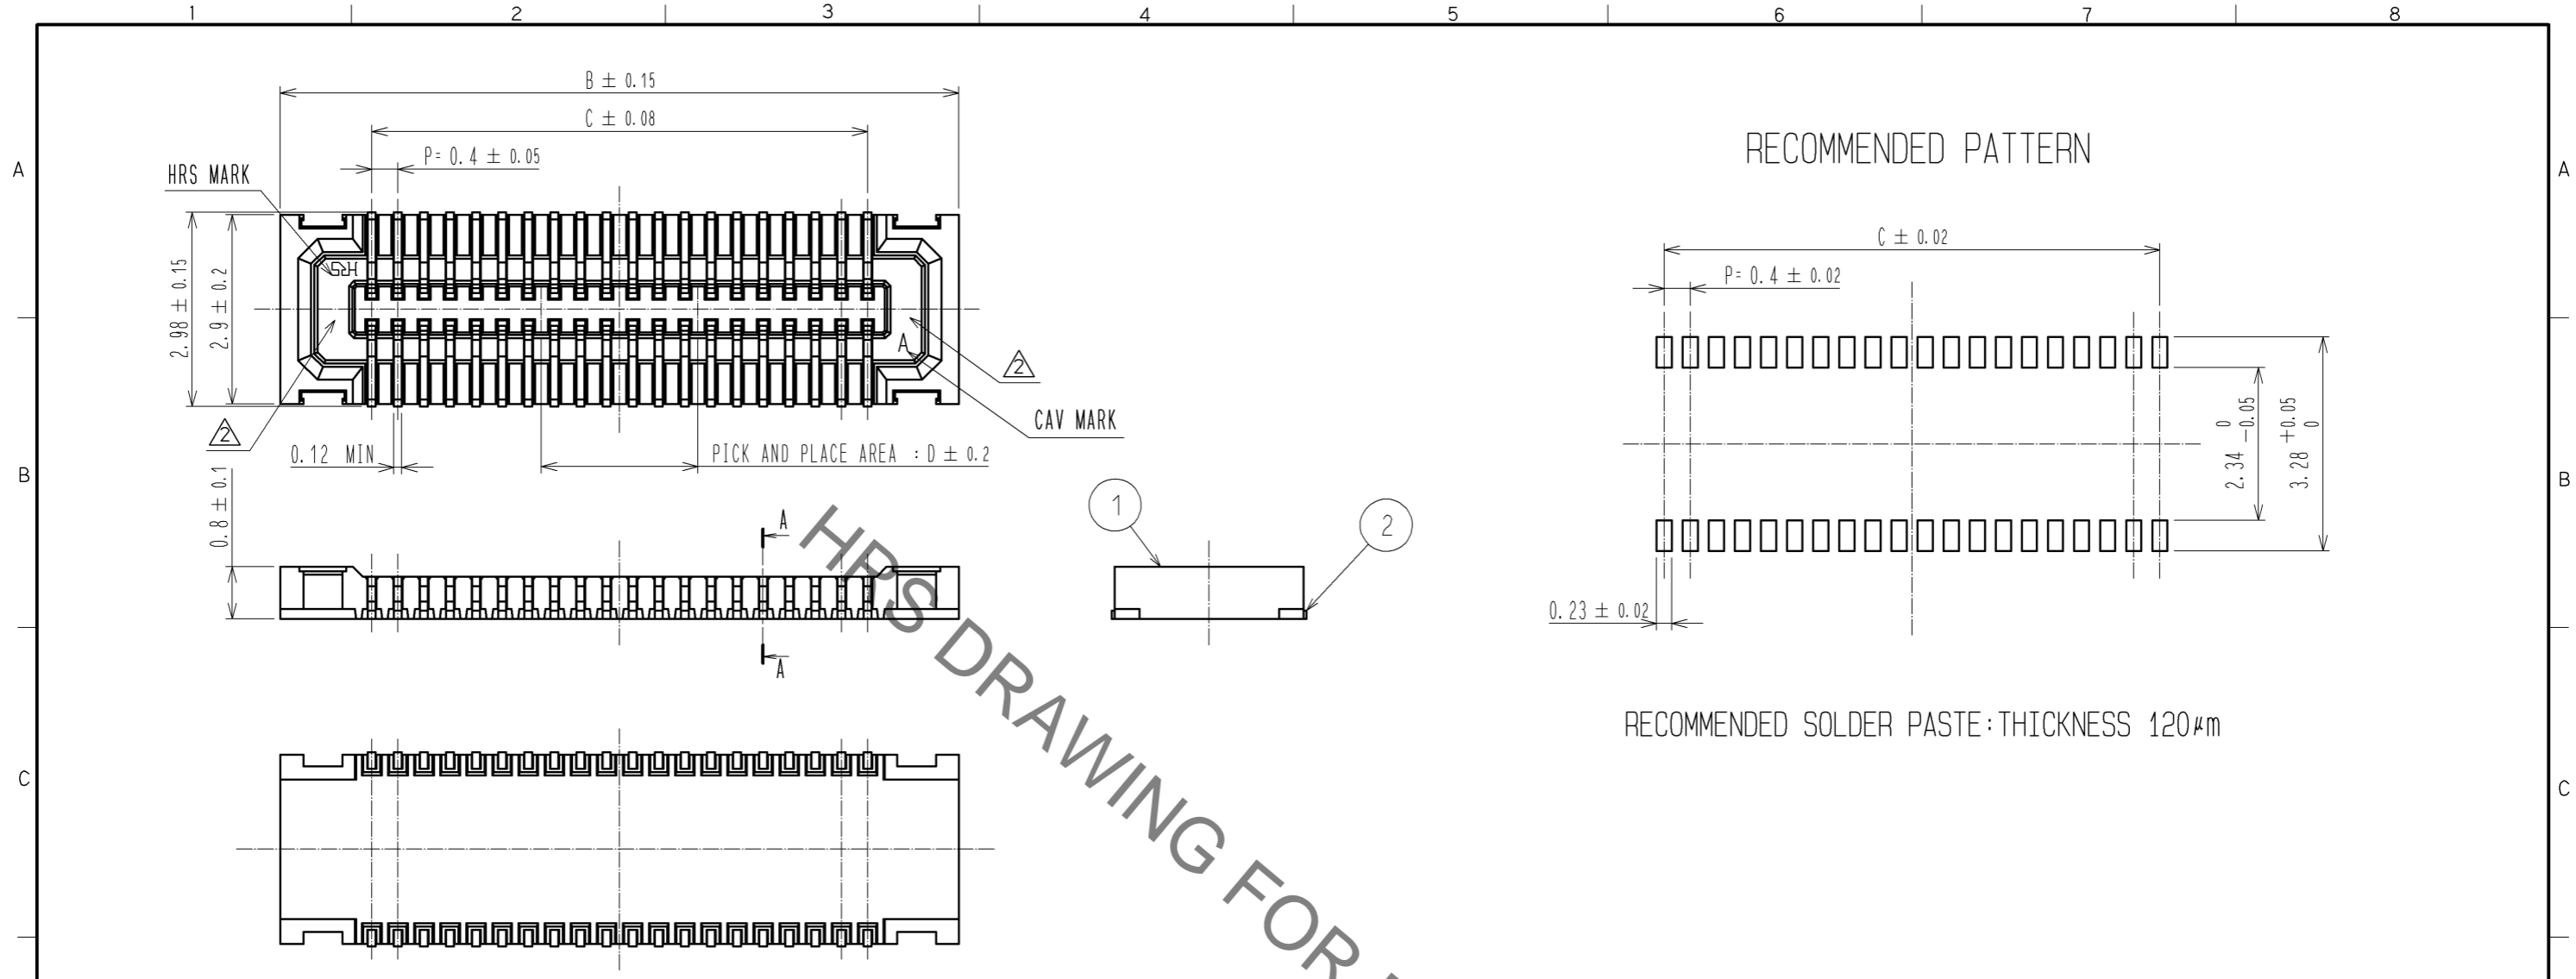 1 2 3 4 5 6 7 8
B ± 0.15
C ± 0.08
P= 0.4 ± 0.05
HRS MARK
RECOMMENDED PATTERN
A A
C ± 0.02
P= 0.4 ± 0.02
HRS
2.98 ± 0.15
2.9 ± 0.2
A
2
CAV MARK
2
0.12 MIN
PICK AND PLACE AREA : D ± 0.2
0
2.34 -0.05
+0.05
3.28 0
B B
0.8 ± 0.1
A
A
1
2
0.23 ± 0.02
RECOMMENDED SOLDER PASTE:THICKNESS 120μm
C C
HRS DRAWING FOR